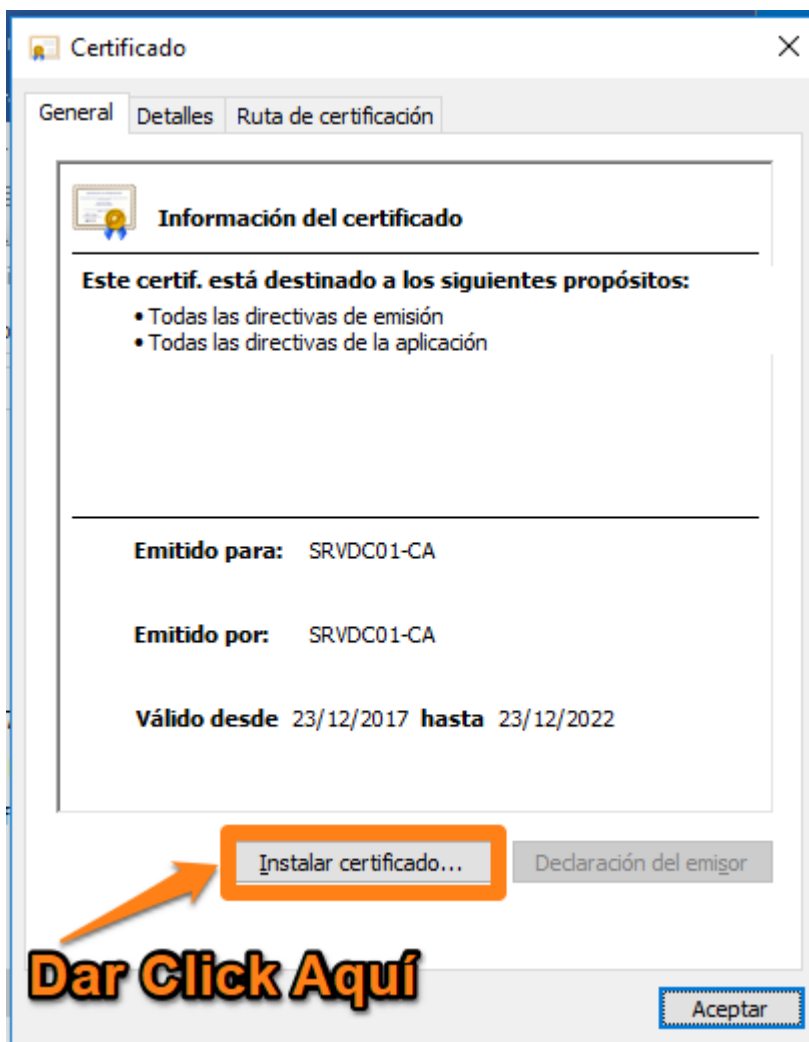 Certificado
General Detalles Ruta de certificación
Información del certificado
Este certif. está destinado a los siguientes propósitos:
• Todas las directivas de emisión
• Todas las directivas de la aplicación
Emitido para: SRVDC01-CA
Emitido por: SRVDC01-CA
Válido desde 23/12/2017 hasta 23/12/2022
Instalar certificado... Declaración del emisor
Dar Click Aquí
Aceptar